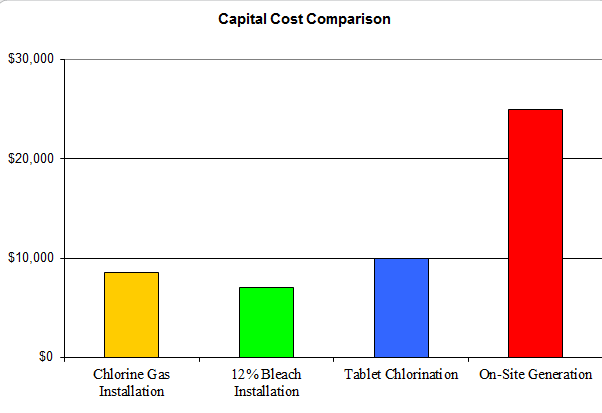 Capital Cost Comparison
$30,000
$20,000
$10,000
$0
Chlorine Gas
Installation
12% Bleach
Installation
Tablet Chlorination
On-Site Generation